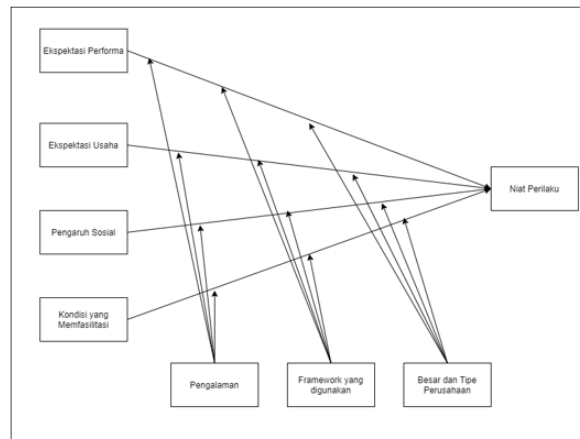 Ekspektasi Performa
Ekspektasi Usaha
Niat Perilaku
Pengaruh Sosial
Kondisi yang
Memfasilitasi
Pengalaman
Framework yang
digunakan
Besar dan Tipe
Perusahaan